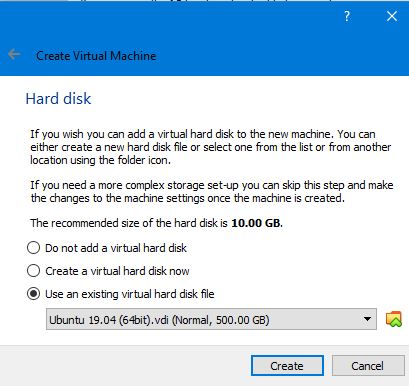 ?
Create Virtual Machine
Hard disk
If you wish you can add a virtual hard disk to the new machine. You can
either create a new hard disk file or select one from the list or from another
location using the folder icon.
If you need a more complex storage set-up you can skip this step and make
the changes to the machine settings once the machine is created.
The recommended size of the hard disk is 10.00 GB.
Do not add a virtual hard disk
Create a virtual hard disk now
Use an existing virtual hard disk file
Ubuntu 19.04 (64bit).vdi (Normal, 500.00 GB)
Create
Cancel